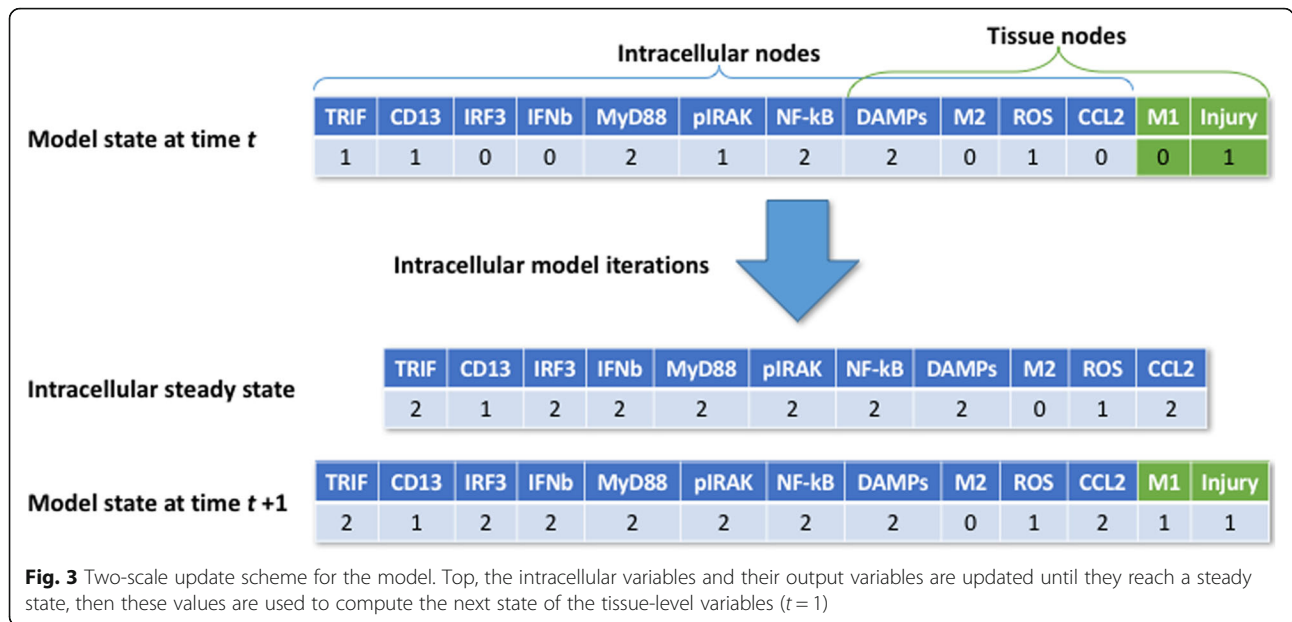 Tissue nodes
Intracellular nodes
TRIF CD13 IRF3 IFNb MyD88 pIRAK NF-kB DAMPs M2 ROS CCL2 M1 Injury
Model state at time t
1 1 0 0 2 1 2 2 0 1 0 0 1
Intracellular model iterations
TRIF CD13 IRF3 IFNb MyD88 pIRAK NF-kB DAMPs M2 ROS CCL2
Intracellular steady state
2 1 2 2 2 2 2 2 0 1 2
TRIF CD13 IRF3 IFNb MyD88 pIRAK NF-kB DAMPs M2 ROS CCL2 M1 Injury
Model state at time t +1
2 1 2 2 2 2 2 2 0 1 2 1 1
Fig. 3 Two-scale update scheme for the model. Top, the intracellular variables and their output variables are updated until they reach a steady
state, then these values are used to compute the next state of the tissue-level variables (t = 1)